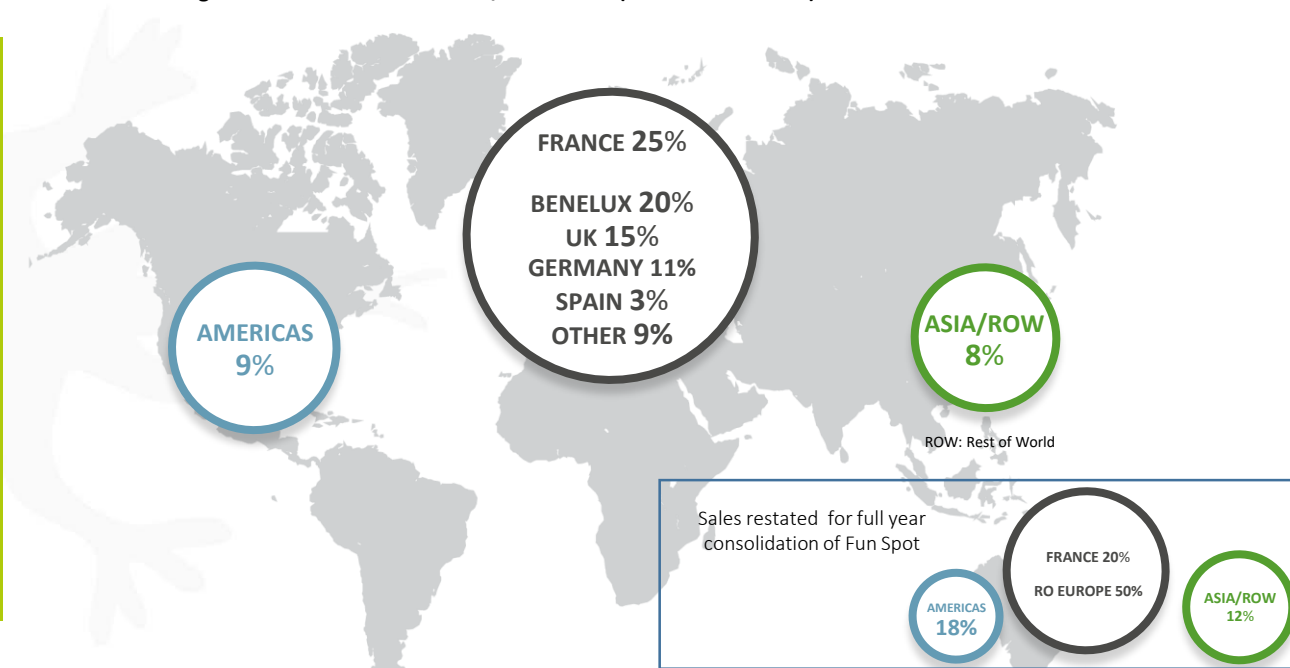 FRANCE 25%
BENELUX 20%
UK 15%
GERMANY 11%
SPAIN 3%
OTHER 9%
AMERICAS
9%
ASIA/ROW
8%
ROW: Rest of World
Sales restated for full year
consolidation of Fun Spot
FRANCE 20%
RO EUROPE 50%
AMERICAS
18%
ASIA/ROW
12%